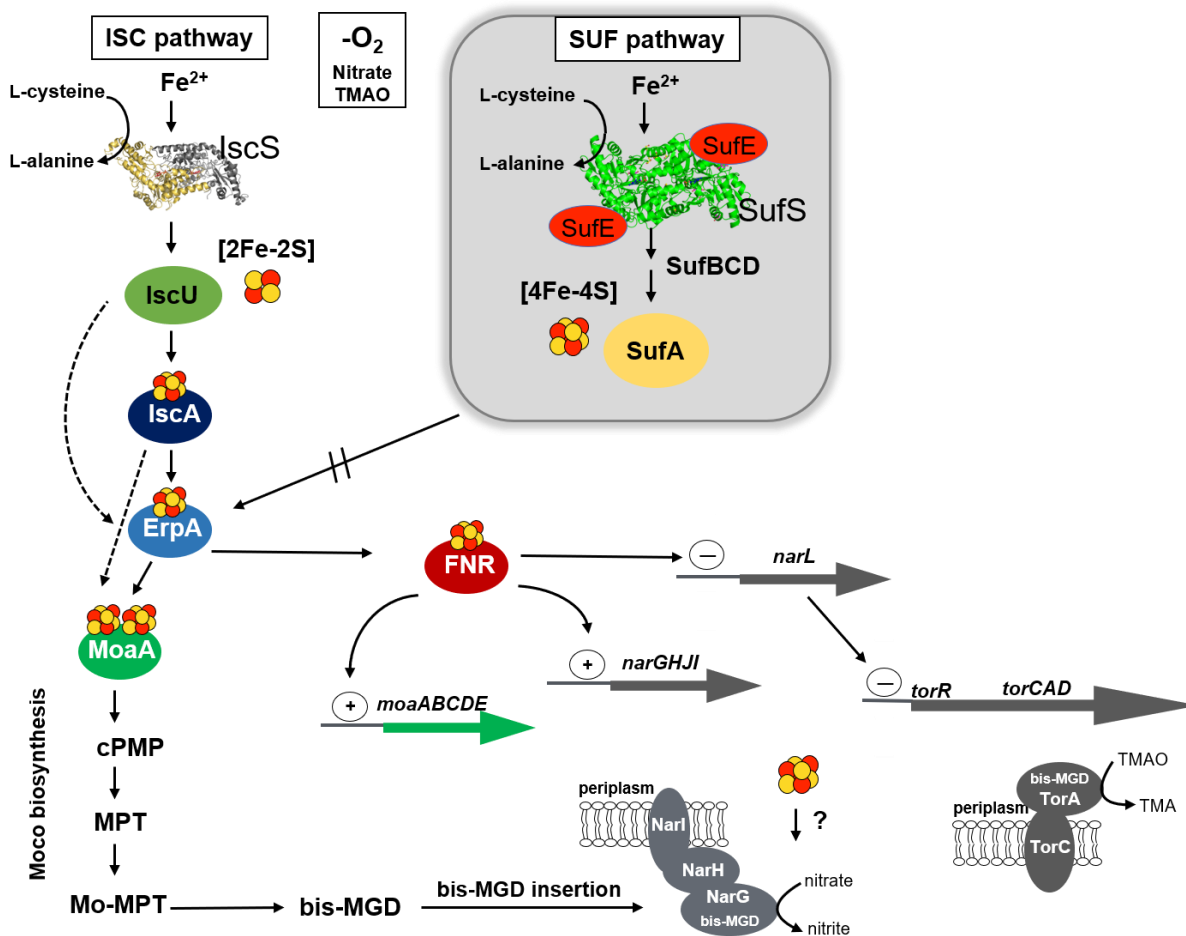 ISC pathway
-O₂
Nitrate
TMAO
SUF pathway
Fe²⁺
L-cysteine
L-alanine
IscS
Fe²⁺
L-cysteine
L-alanine
SufE
SufS
SufE
SufBCD
[4Fe-4S]
SufA
[2Fe-2S]
IscU
IscA
ErpA
MoaA
FNR
−
narL
+
narGHJI
+
moaABCDE
−
torR
torCAD
Moco biosynthesis
cPMP
MPT
Mo-MPT
bis-MGD
bis-MGD insertion
periplasm
NarI
NarH
NarG
bis-MGD
?
nitrate
nitrite
periplasm
bis-MGD
TorA
TorC
TMAO
TMA